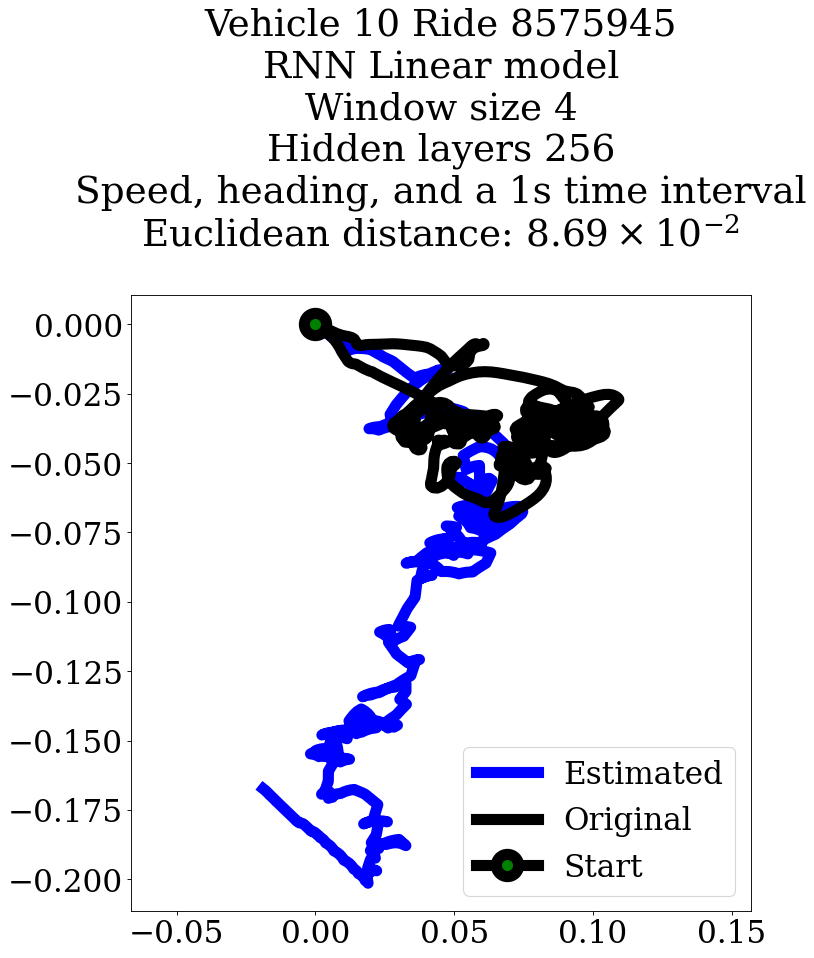 Vehicle 10 Ride 8575945
RNN Linear model
Window size 4
Hidden layers 256
Speed, heading, and a 1s time interval
Euclidean distance: 8.69 × 10⁻²
0.000
−0.025
−0.050
−0.075
−0.100
−0.125
−0.150
−0.175
−0.200
Estimated
Original
Start
−0.05 0.00 0.05 0.10 0.15